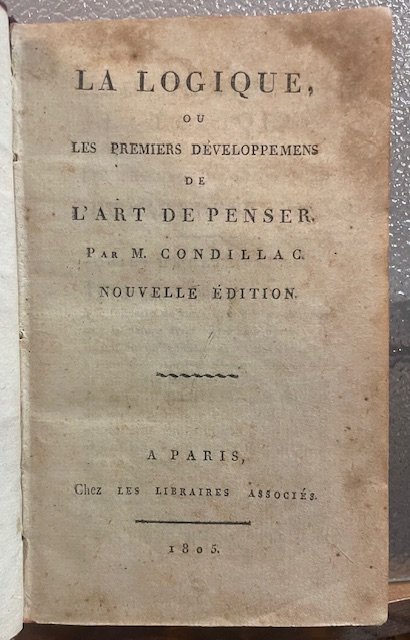 LA LOGIQUE,
OU
LES PREMIERS DÉVELOPPEMENS
DE
L'ART DE PENSER.
PAR M. CONDILLAC.
NOUVELLE ÉDITION.
A PARIS,
Chez LES LIBRAIRES ASSOCIÉS.
1805.